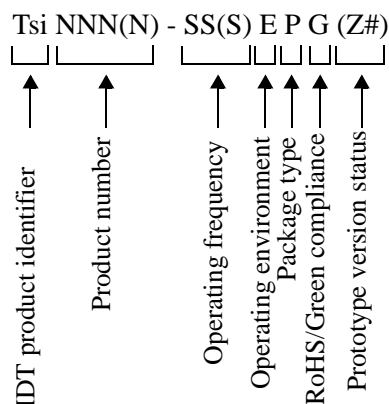 Tsi NNN(N) - SS(S) E P G (Z#)
IDT product identifier
Product number
Operating frequency
Operating environment
Package type
RoHS/Green compliance
Prototype version status